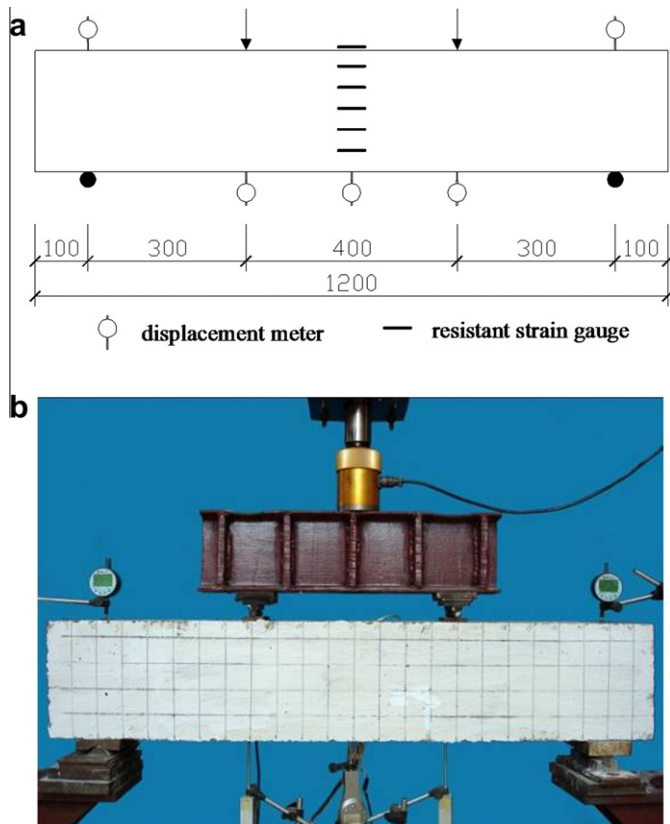 a
100 300 400 300 100
1200
displacement meter resistant strain gauge
b